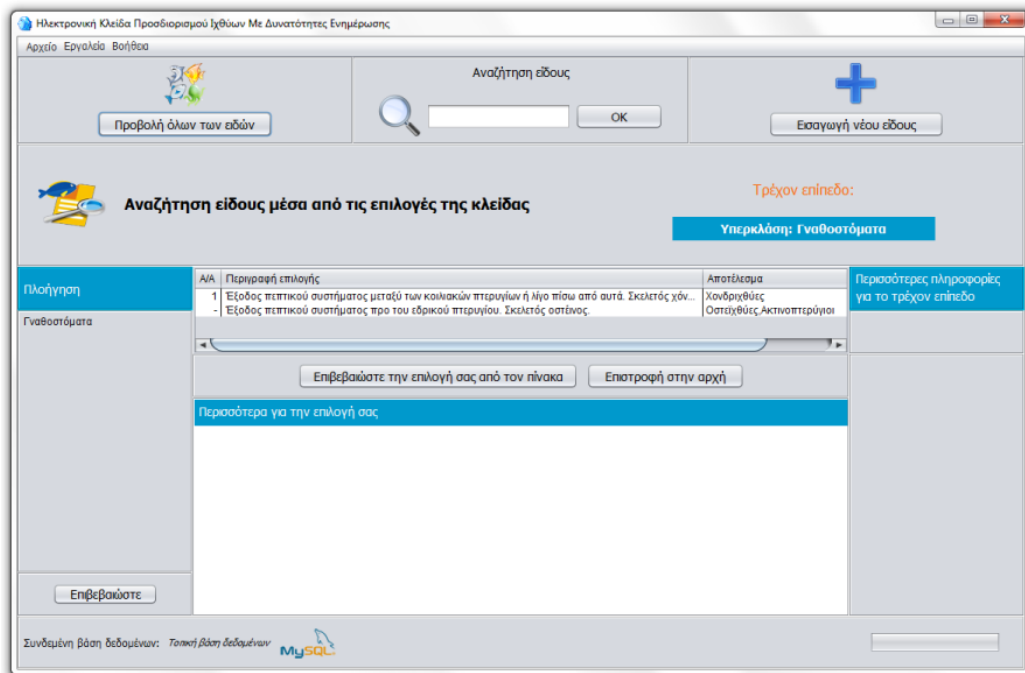 Ηλεκτρονική Κλείδα Προσδιορισμού Ιχθύων Με Δυνατότητες Ενημέρωσης
Αρχείο Εργαλεία Βοήθεια
Προβολή όλων των ειδών
Αναζήτηση είδους
OK
Εισαγωγή νέου είδους
Αναζήτηση είδους μέσα από τις επιλογές της κλείδας
Τρέχον επίπεδο:
Υπερκλάση: Γναθοστόματα
Πλοήγηση
Γναθοστόματα
Επιβεβαιώστε
Α/Α Περιγραφή επιλογής Αποτέλεσμα
1 Έξοδος πεπτικού συστήματος μεταξύ των κοιλιακών πτερυγίων ή λίγο πίσω από αυτά. Σκελετός χόν... Χονδριχθύες
- Έξοδος πεπτικού συστήματος προ του εδρικού πτερυγίου. Σκελετός οστέινος. Οστεϊχθύες,Ακτινοπτερύγιοι
Επιβεβαιώστε την επιλογή σας από τον πίνακα
Επιστροφή στην αρχή
Περισσότερα για την επιλογή σας
Περισσότερες πληροφορίες
για το τρέχον επίπεδο
Συνδεμένη βάση δεδομένων: Τοπική βάση δεδομένων
MySQL